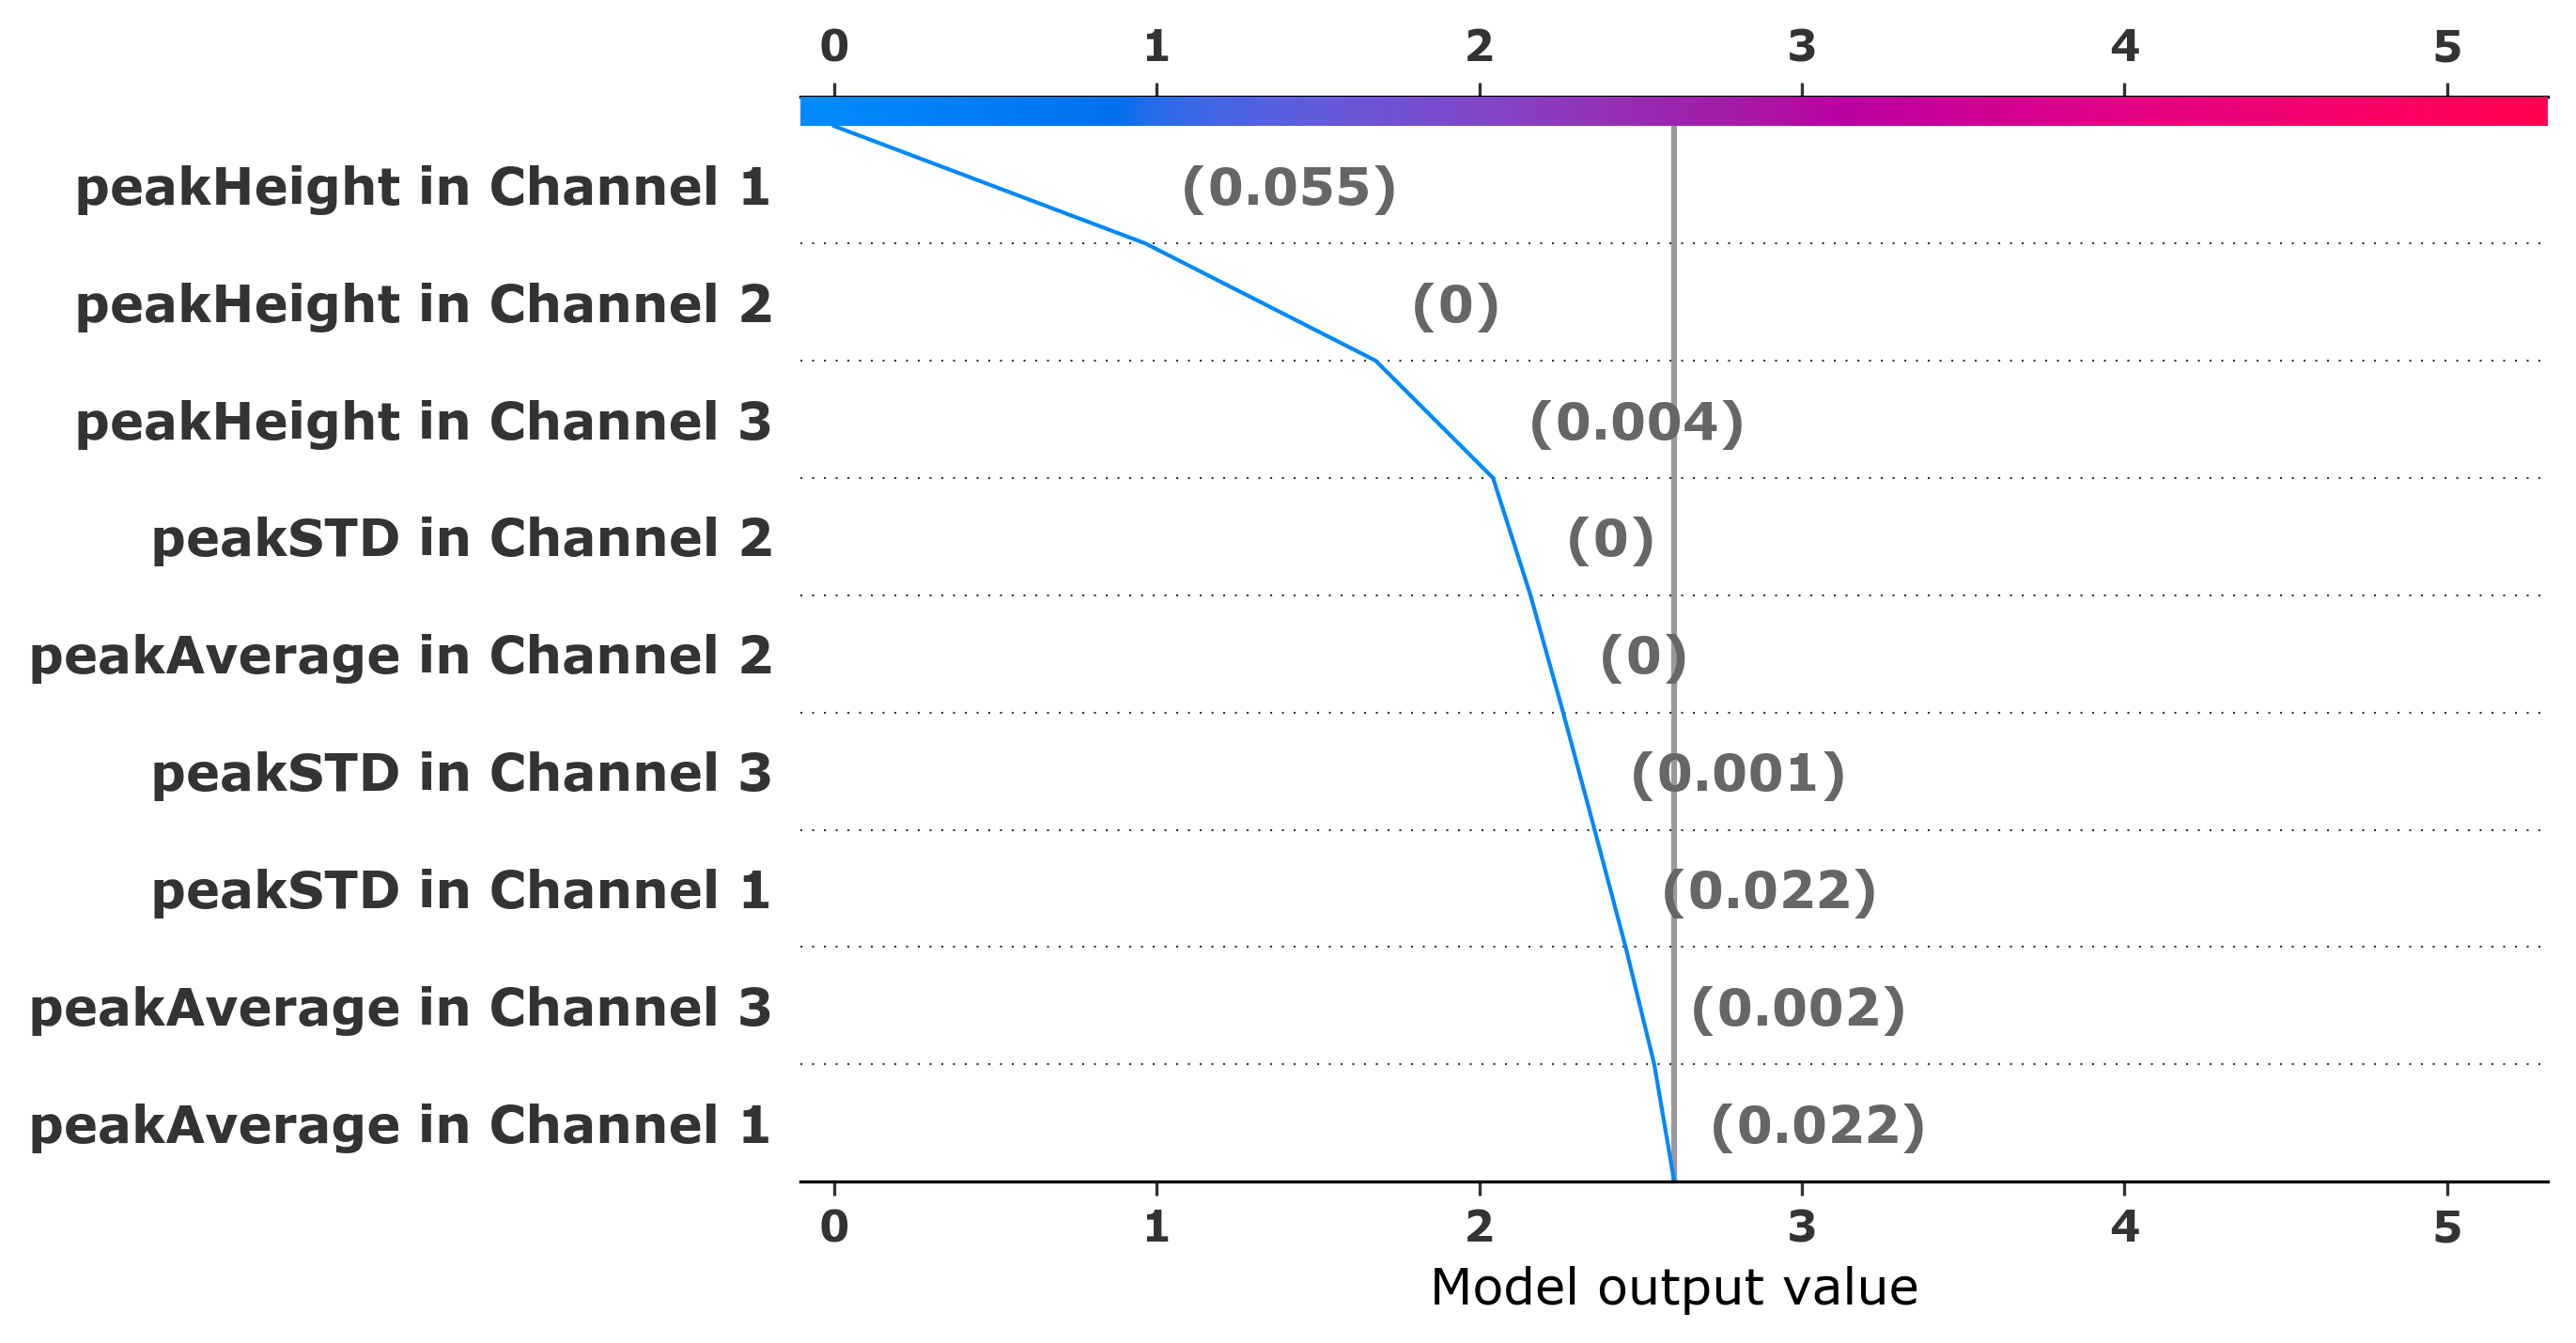 0 1 2 3 4 5
peakHeight in Channel 1 (0.055)
peakHeight in Channel 2 (0)
peakHeight in Channel 3 (0.004)
peakSTD in Channel 2 (0)
peakAverage in Channel 2 (0)
peakSTD in Channel 3 (0.001)
peakSTD in Channel 1 (0.022)
peakAverage in Channel 3 (0.002)
peakAverage in Channel 1 (0.022)
0 1 2 3 4 5
Model output value